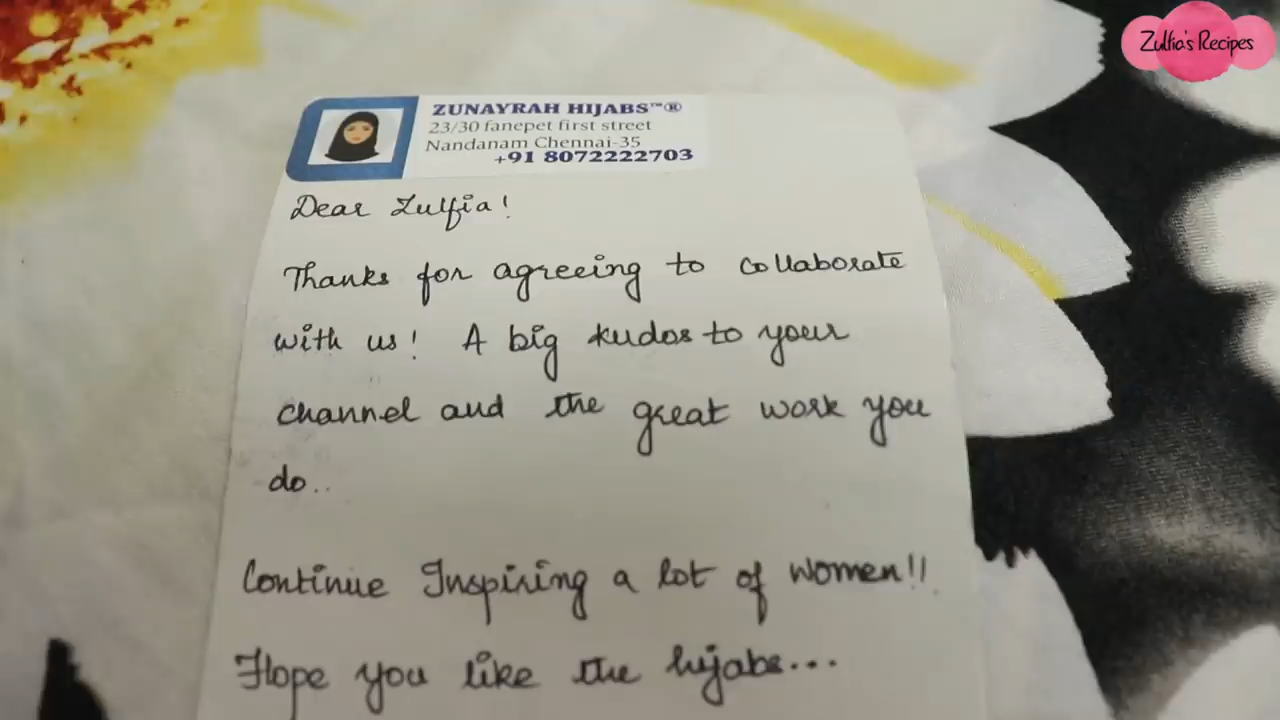 Zulfia's Recipes
ZUNAYRAH HIJABS™®
23/30 fanepet first street
Nandanam Chennai-35
+91 8072222703
Dear Zulfia!
Thanks for agreeing to collaborate
with us! A big kudos to your
channel and the great work you
do..
Continue Inspiring a lot of women!!
Hope you like the hijabs...